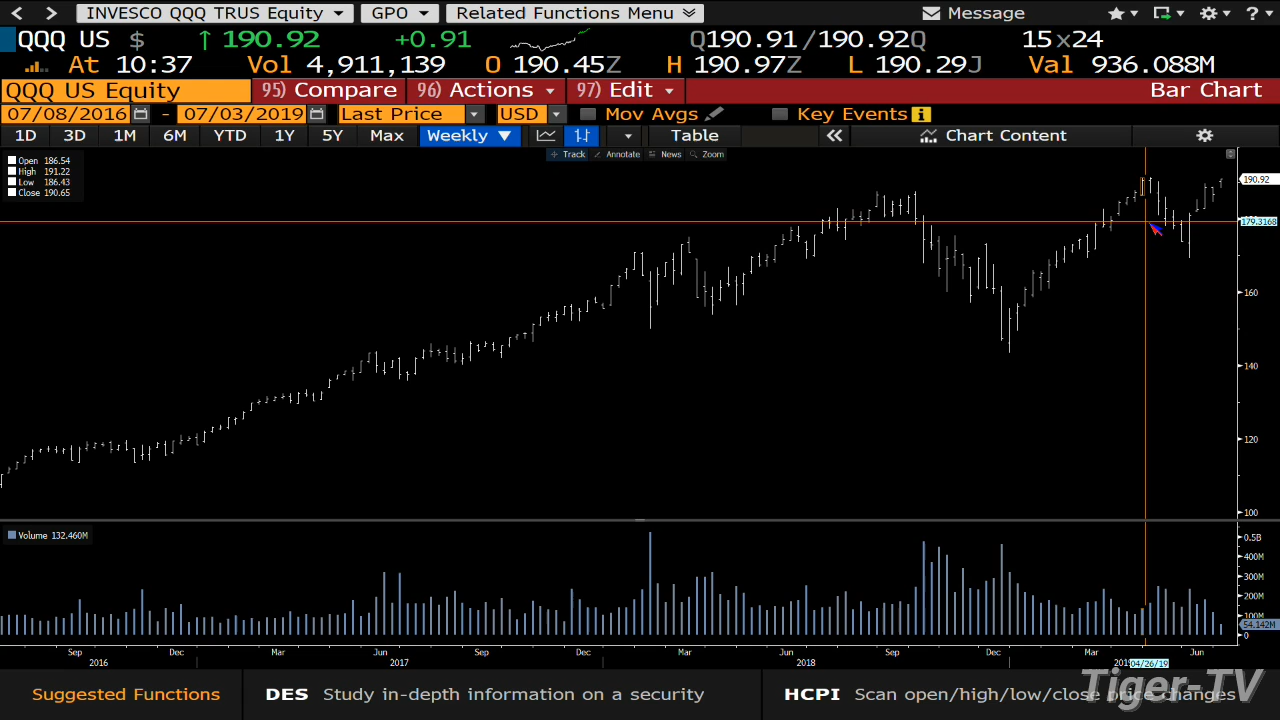 INVESCO QQQ TRUS Equity GPO Related Functions Menu Message ?
QQQ US $ ↑ 190.92 +0.91 Q190.91/190.92Q 15x24
At 10:37 Vol 4,911,139 O 190.45Z H 190.97Z L 190.29J Val 936.088M
QQQ US Equity 95) Compare 96) Actions 97) Edit Bar Chart
07/08/2016 - 07/03/2019 Last Price USD Mov Avgs Key Events i
1D 3D 1M 6M YTD 1Y 5Y Max Weekly Table Chart Content
Track Annotate News Zoom
Open 186.54
High 191.22
Low 186.43
Close 190.65
190.92
179.3168
160
140
120
100
Volume 132.460M
0.5B
400M
300M
200M
100M
54.142M
0
Sep Dec Mar Jun Sep Dec Mar Jun Sep Dec Mar Jun
2016 2017 2018 04/26/19
Suggested Functions DES Study in-depth information on a security HCPI Scan open/high/low/close price changes
Tiger-TV